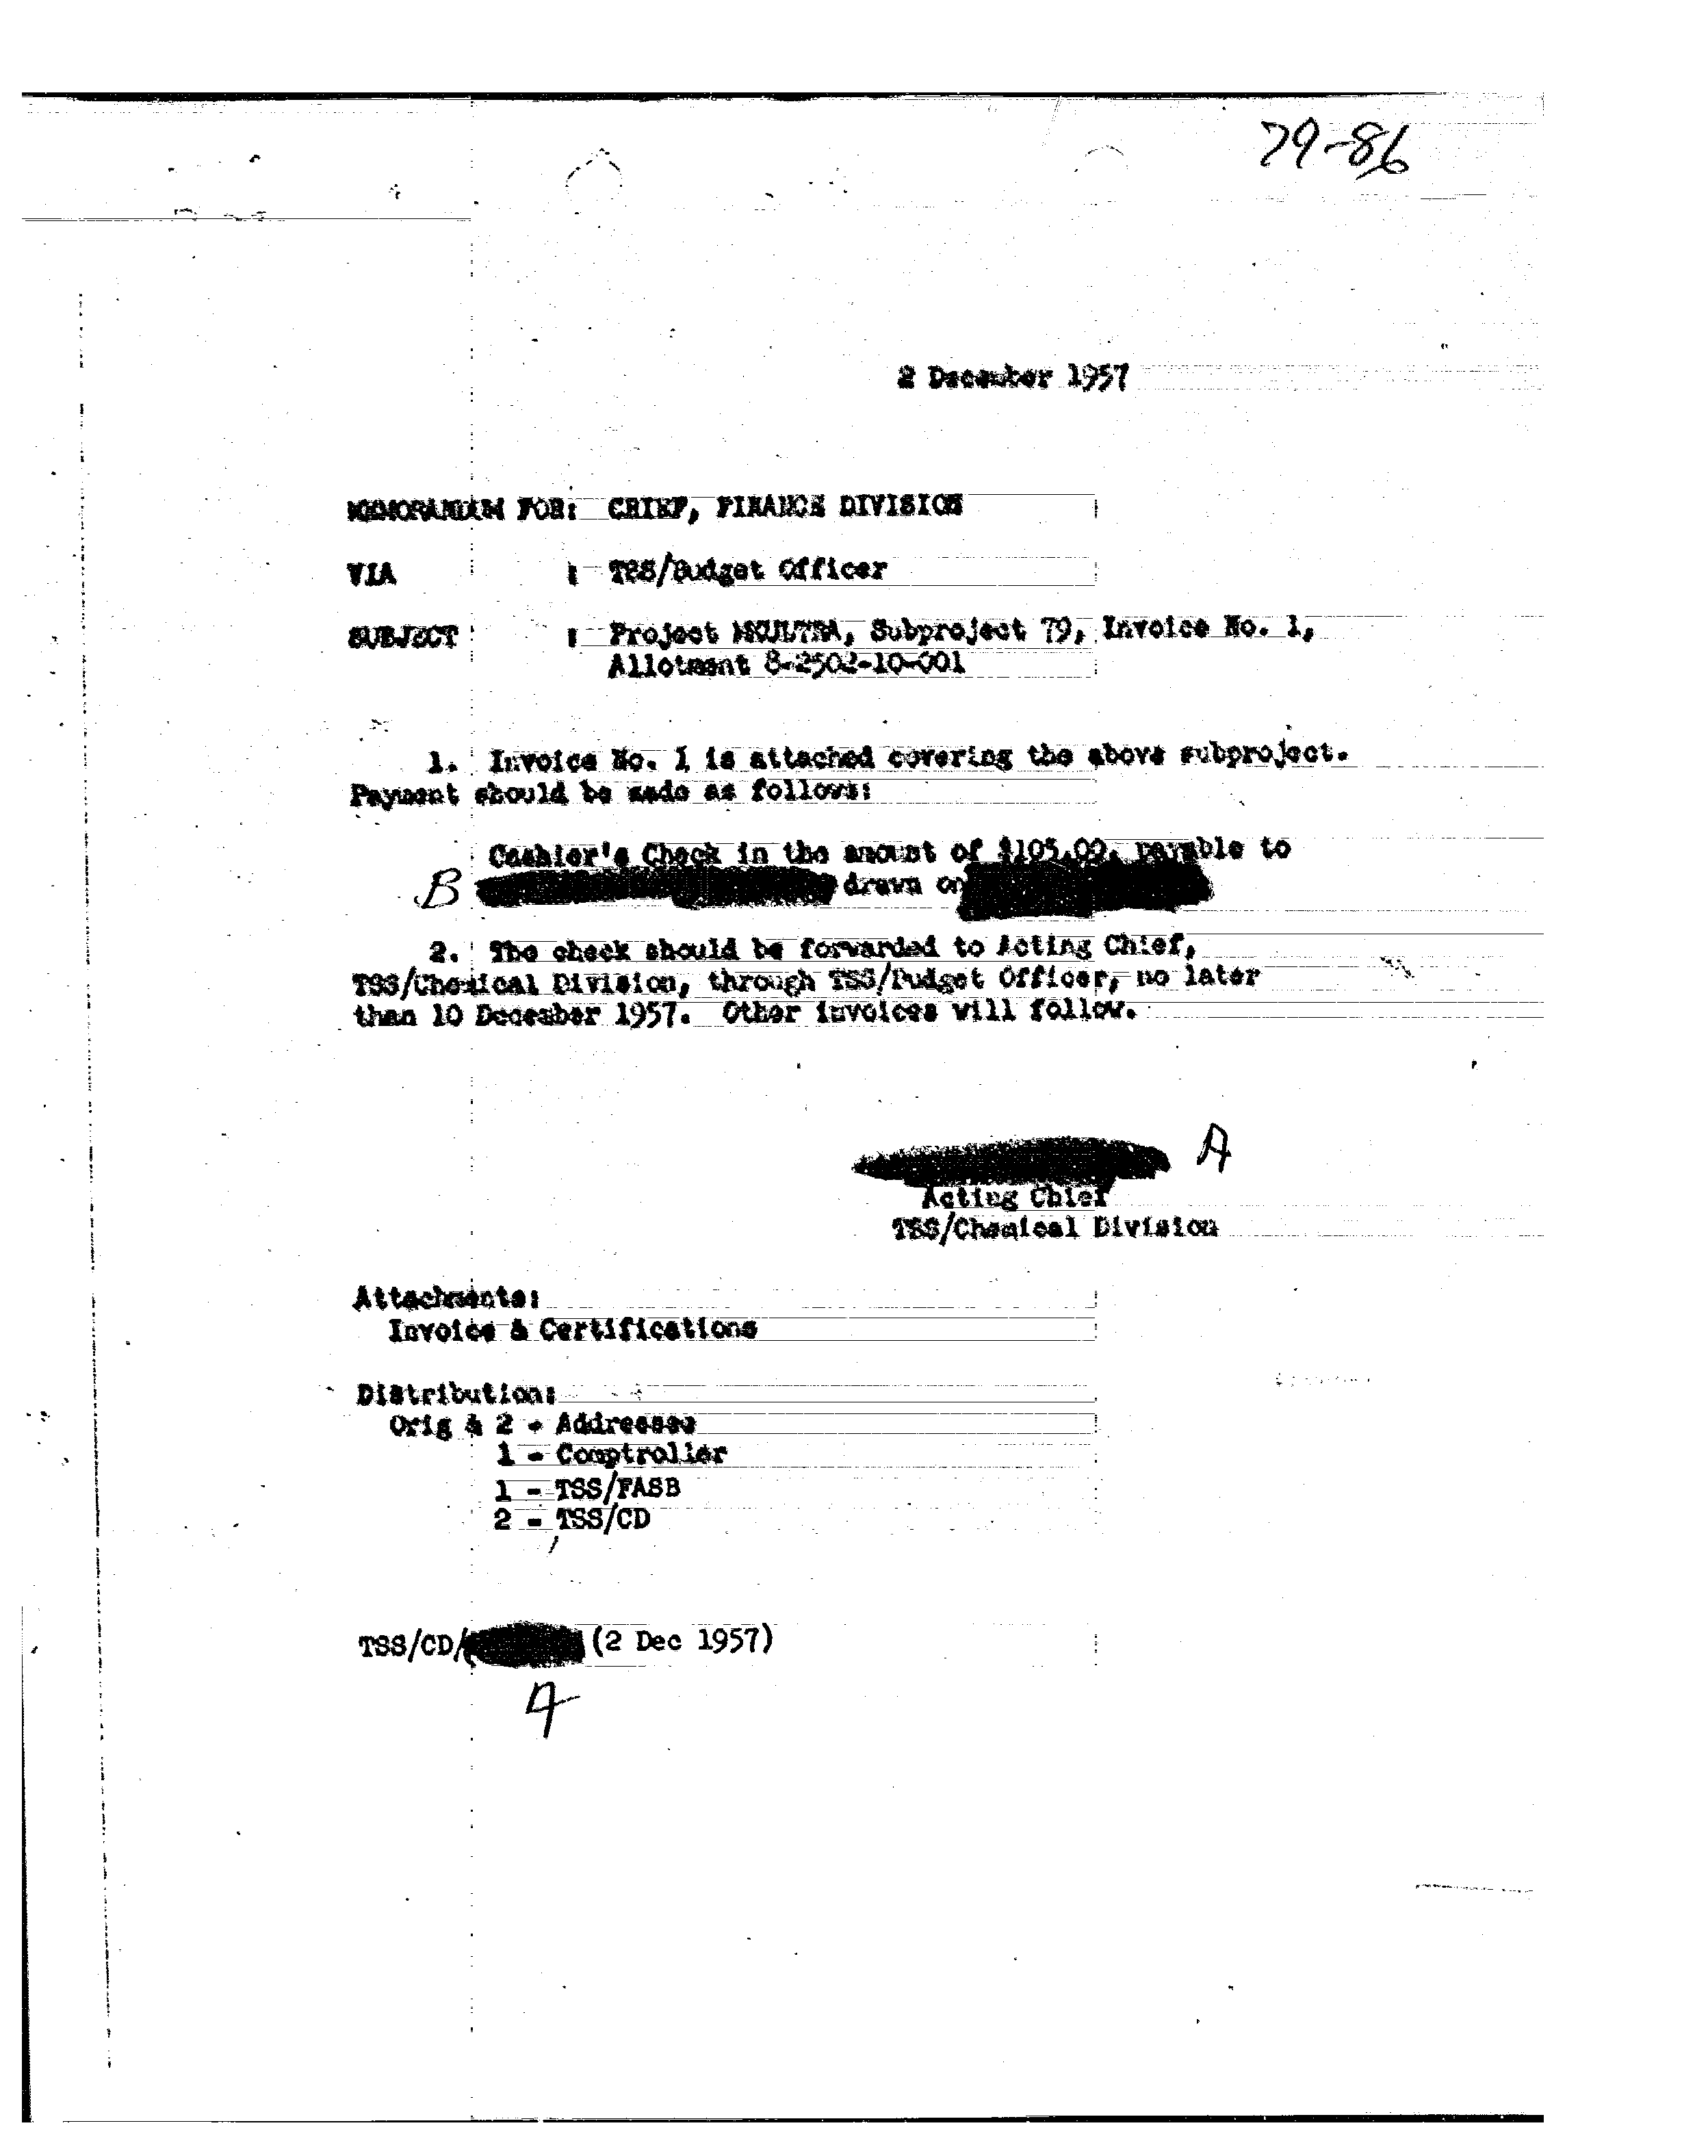 79-86
2 December 1957
MEMORANDUM FOR: CHIEF, FINANCE DIVISION
VIA : TSS/Budget Officer
SUBJECT : Project MKULTRA, Subproject 79, Invoice No. 1,
Allotment 8-2502-10-001
1. Invoice No. 1 is attached covering the above subproject.
Payment should be made as follows:
Cashier's Check in the amount of $105.00, payable to
B drawn on
2. The check should be forwarded to Acting Chief,
TSS/Chemical Division, through TSS/Budget Officer, no later
than 10 December 1957. Other invoices will follow.
A
Acting Chief
TSS/Chemical Division
Attachments:
Invoice & Certifications
Distribution:
Orig & 2 - Addressee
1 - Comptroller
1 - TSS/FASB
2 - TSS/CD
TSS/CD/ (2 Dec 1957)
A